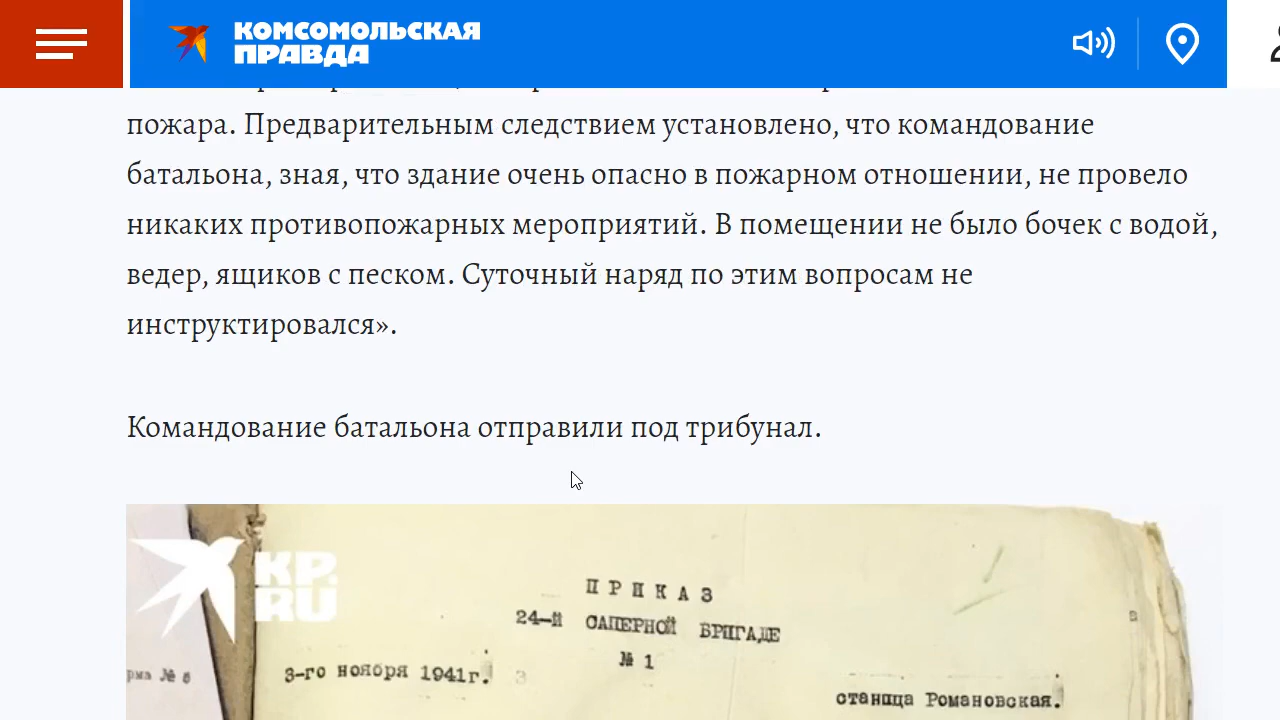 КОМСОМОЛЬСКАЯ
ПРАВДА
пожара. Предварительным следствием установлено, что командование
батальона, зная, что здание очень опасно в пожарном отношении, не провело
никаких противопожарных мероприятий. В помещении не было бочек с водой,
ведер, ящиков с песком. Суточный наряд по этим вопросам не
инструктировался».
Командование батальона отправили под трибунал.
KP.
RU
ПРИКАЗ
24-й САПЕРНОЙ БРИГАДЕ
№ 1
3-го ноября 1941г.
станица Романовская.
№ 6